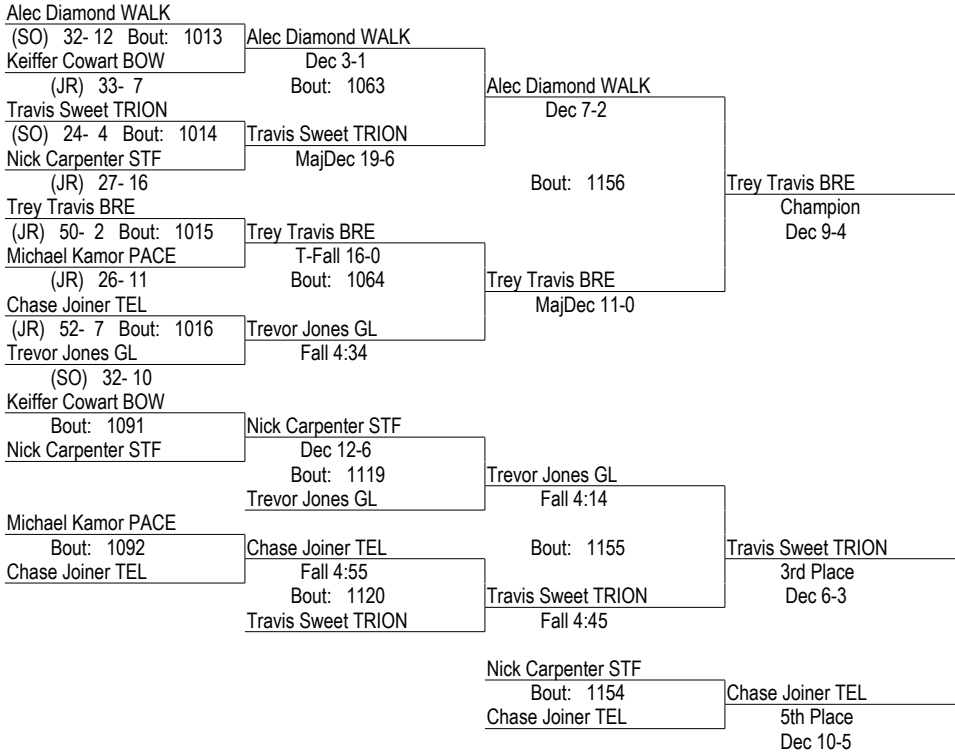 Alec Diamond WALK
(SO) 32- 12 Bout: 1013
Keiffer Cowart BOW
(JR) 33- 7
Travis Sweet TRION
(SO) 24- 4 Bout: 1014
Nick Carpenter STF
(JR) 27- 16
Trey Travis BRE
(JR) 50- 2 Bout: 1015
Michael Kamor PACE
(JR) 26- 11
Chase Joiner TEL
(JR) 52- 7 Bout: 1016
Trevor Jones GL
(SO) 32- 10
Alec Diamond WALK
Dec 3-1
Bout: 1063
Travis Sweet TRION
MajDec 19-6
Trey Travis BRE
T-Fall 16-0
Bout: 1064
Trevor Jones GL
Fall 4:34
Alec Diamond WALK
Dec 7-2
Bout: 1156
Trey Travis BRE
MajDec 11-0
Trey Travis BRE
Champion
Dec 9-4
Keiffer Cowart BOW
Bout: 1091
Nick Carpenter STF
Michael Kamor PACE
Bout: 1092
Chase Joiner TEL
Nick Carpenter STF
Dec 12-6
Bout: 1119
Trevor Jones GL
Chase Joiner TEL
Fall 4:55
Bout: 1120
Travis Sweet TRION
Trevor Jones GL
Fall 4:14
Bout: 1155
Travis Sweet TRION
Fall 4:45
Travis Sweet TRION
3rd Place
Dec 6-3
Nick Carpenter STF
Bout: 1154
Chase Joiner TEL
Chase Joiner TEL
5th Place
Dec 10-5